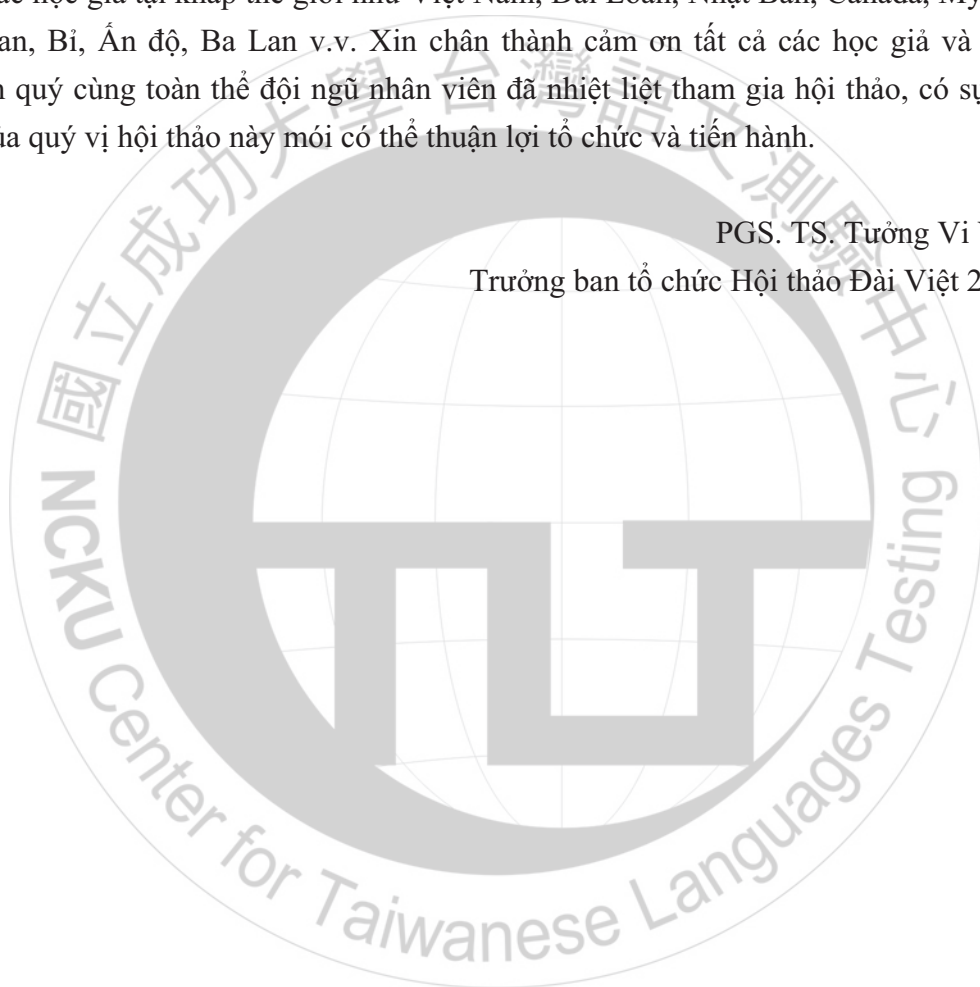 ác học giả tại khắp thế giới như Việt Nam, Đài Loan, Nhật Bản, Canada, Mỹ
an, Bỉ, Ấn độ, Ba Lan v.v. Xin chân thành cảm ơn tất cả các học giả và
quý cùng toàn thể đội ngũ nhân viên đã nhiệt liệt tham gia hội thảo, có sự
quý vị hội thảo này mói có thể thuận lợi tổ chức và tiến hành.
PGS. TS. Tưởng Vi
Trưởng ban tổ chức Hội thảo Đài Việt 2
國立成功大學台灣語文測驗中心
NCKU Center for Taiwanese Languages Testing